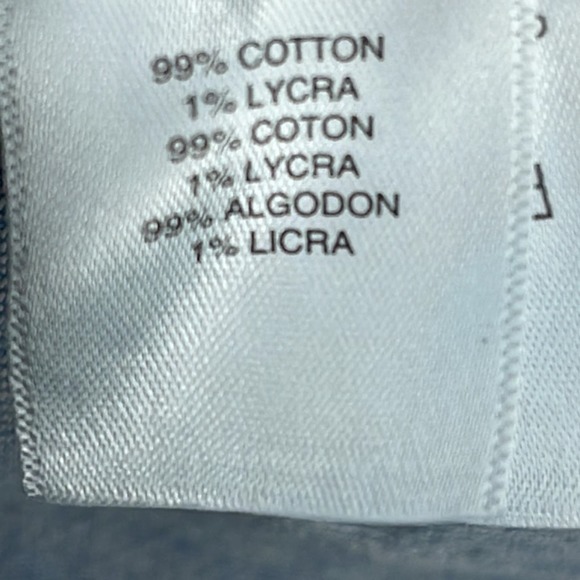 99% COTTON
1% LYCRA
99% COTON
1% LYCRA
99% ALGODON
1% LICRA